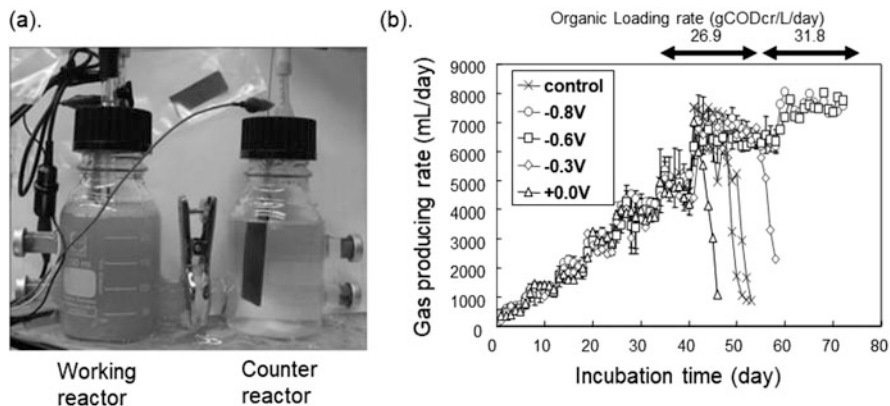 (a).
Working
reactor
Counter
reactor
(b).
Organic Loading rate (gCODcr/L/day)
26.9
31.8
9000
8000
7000
6000
5000
4000
3000
2000
1000
0
Gas producing rate (mL/day)
control
-0.8V
-0.6V
-0.3V
+0.0V
0 10 20 30 40 50 60 70 80
Incubation time (day)